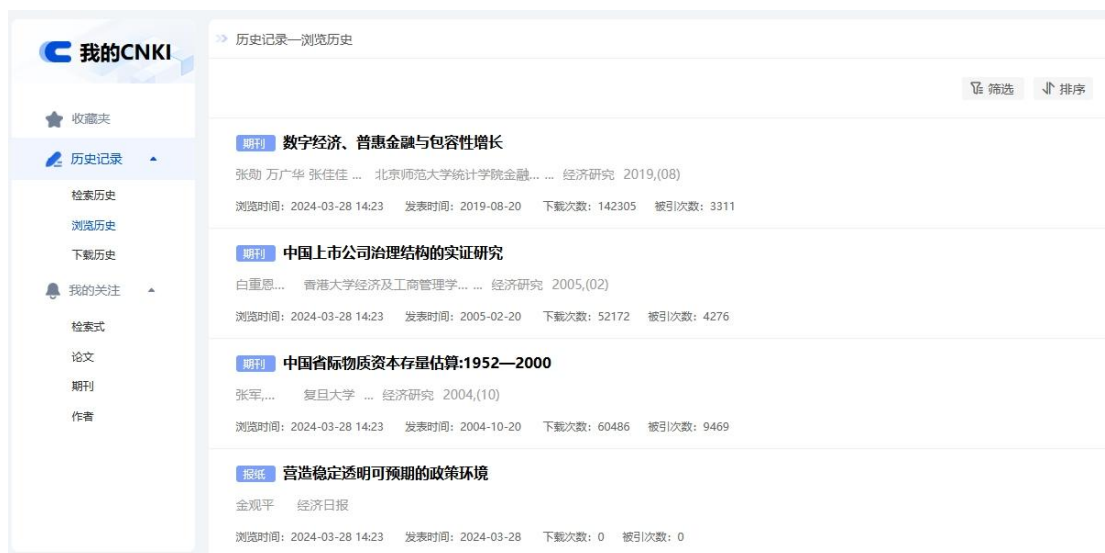 我的CNKI
收藏夹
历史记录
检索历史
浏览历史
下载历史
我的关注
检索式
论文
期刊
作者
历史记录—浏览历史
筛选 排序
期刊 数字经济、普惠金融与包容性增长
张勋 万广华 张佳佳 ... 北京师范大学统计学院金融... ... 经济研究 2019,(08)
浏览时间：2024-03-28 14:23 发表时间：2019-08-20 下载次数：142305 被引次数：3311
期刊 中国上市公司治理结构的实证研究
白重恩... 香港大学经济及工商管理学... ... 经济研究 2005,(02)
浏览时间：2024-03-28 14:23 发表时间：2005-02-20 下载次数：52172 被引次数：4276
期刊 中国省际物质资本存量估算:1952—2000
张军,... 复旦大学 ... 经济研究 2004,(10)
浏览时间：2024-03-28 14:23 发表时间：2004-10-20 下载次数：60486 被引次数：9469
报纸 营造稳定透明可预期的政策环境
金观平 经济日报
浏览时间：2024-03-28 14:23 发表时间：2024-03-28 下载次数：0 被引次数：0